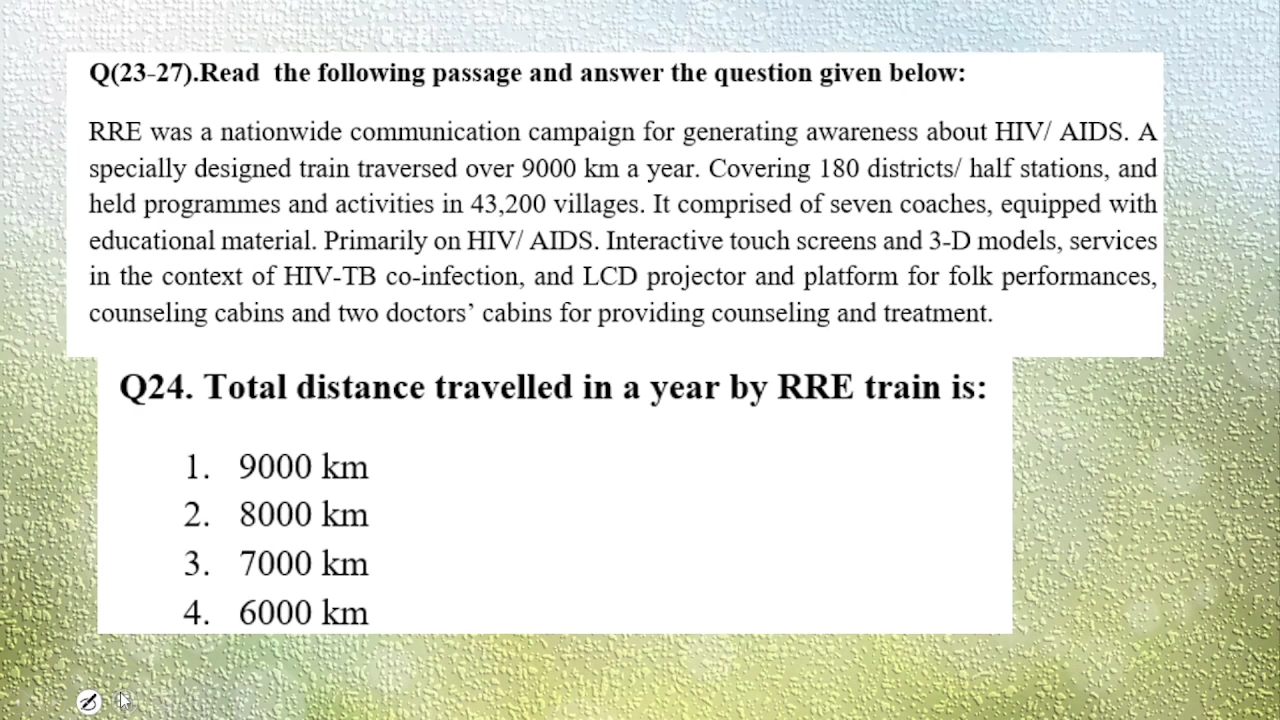 Q(23-27).Read the following passage and answer the question given below:
RRE was a nationwide communication campaign for generating awareness about HIV/ AIDS. A
specially designed train traversed over 9000 km a year. Covering 180 districts/ half stations, and
held programmes and activities in 43,200 villages. It comprised of seven coaches, equipped with
educational material. Primarily on HIV/ AIDS. Interactive touch screens and 3-D models, services
in the context of HIV-TB co-infection, and LCD projector and platform for folk performances,
counseling cabins and two doctors’ cabins for providing counseling and treatment.
Q24. Total distance travelled in a year by RRE train is:
1. 9000 km
2. 8000 km
3. 7000 km
4. 6000 km